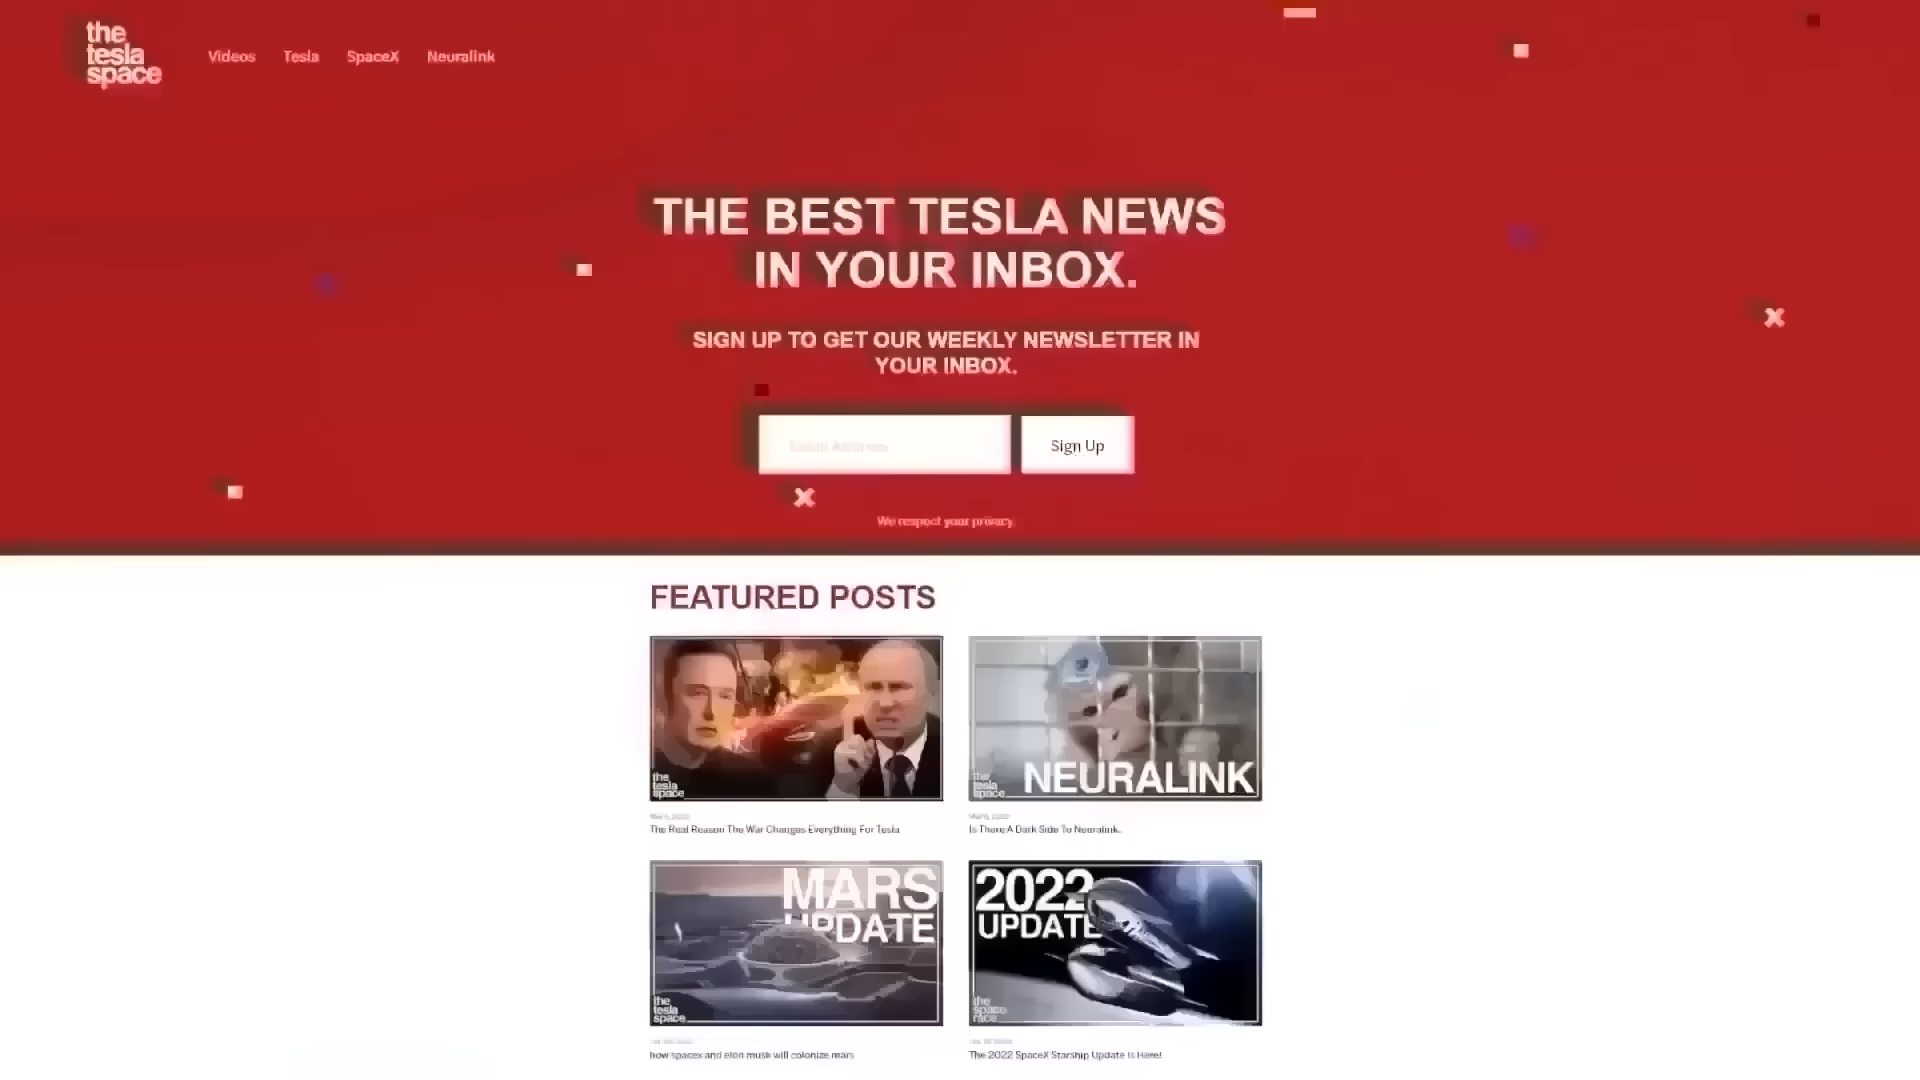 the
tesla
space
Videos Tesla SpaceX Neuralink
THE BEST TESLA NEWS
IN YOUR INBOX.
SIGN UP TO GET OUR WEEKLY NEWSLETTER IN
YOUR INBOX.
Email Address Sign Up
We respect your privacy.
FEATURED POSTS
the
tesla
space
the
tesla
space
NEURALINK
The Real Reason The War Changes Everything For Tesla
Is There A Dark Side To Neuralink.
MARS
UPDATE
the
tesla
space
2022
UPDATE
the
space
race
how spacex and elon musk will colonize mars
The 2022 SpaceX Starship Update Is Here!